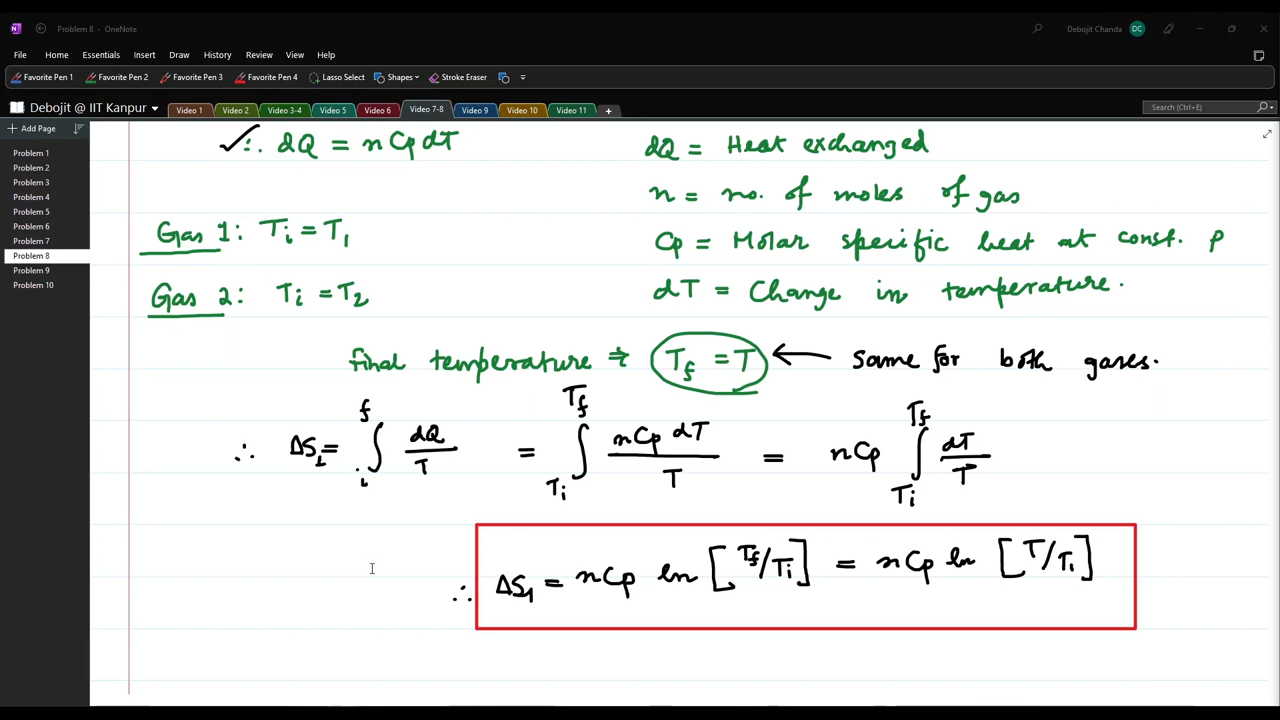 Problem 8 - OneNote
Debojit Chanda DC
File Home Essentials Insert Draw History Review View Help
Favorite Pen 1 Favorite Pen 2 Favorite Pen 3 Favorite Pen 4 Lasso Select Shapes Stroke Eraser
Debojit @ IIT Kanpur Video 1 Video 2 Video 3-4 Video 5 Video 6 Video 7-8 Video 9 Video 10 Video 11 Search (Ctrl+E)
Add Page
Problem 1
Problem 2
Problem 3
Problem 4
Problem 5
Problem 6
Problem 7
Problem 8
Problem 9
Problem 10
✓∴ dQ = nCpdT
dQ = Heat exchanged
n = no. of moles of gas
Gas 1: Ti = T1
Cp = Molar specific heat at const. P
Gas 2: Ti = T2
dT = Change in temperature.
final temperature ⇒ Tf = T ← Same for both gases.
∴ ΔS1 = ∫_i^f dQ/T = ∫_Ti^Tf nCp dT/T = nCp ∫_Ti^Tf dT/T
∴ ΔS1 = nCp ln [Tf/Ti] = nCp ln [T/T1]